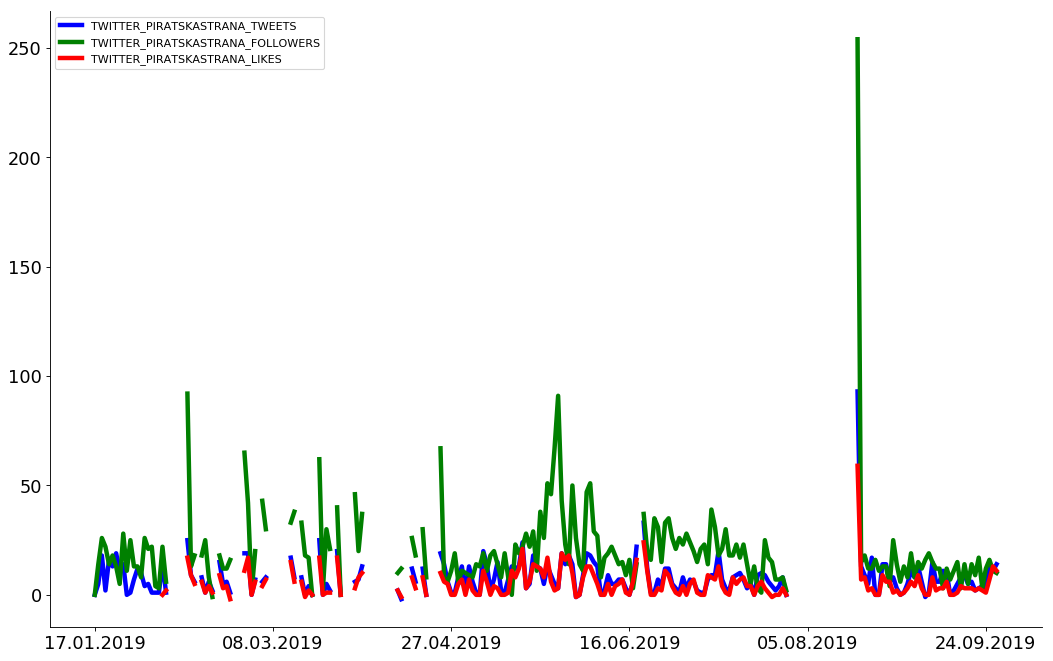 TWITTER_PIRATSKASTRANA_TWEETS
TWITTER_PIRATSKASTRANA_FOLLOWERS
TWITTER_PIRATSKASTRANA_LIKES
250
200
150
100
50
0
17.01.2019 08.03.2019 27.04.2019 16.06.2019 05.08.2019 24.09.2019